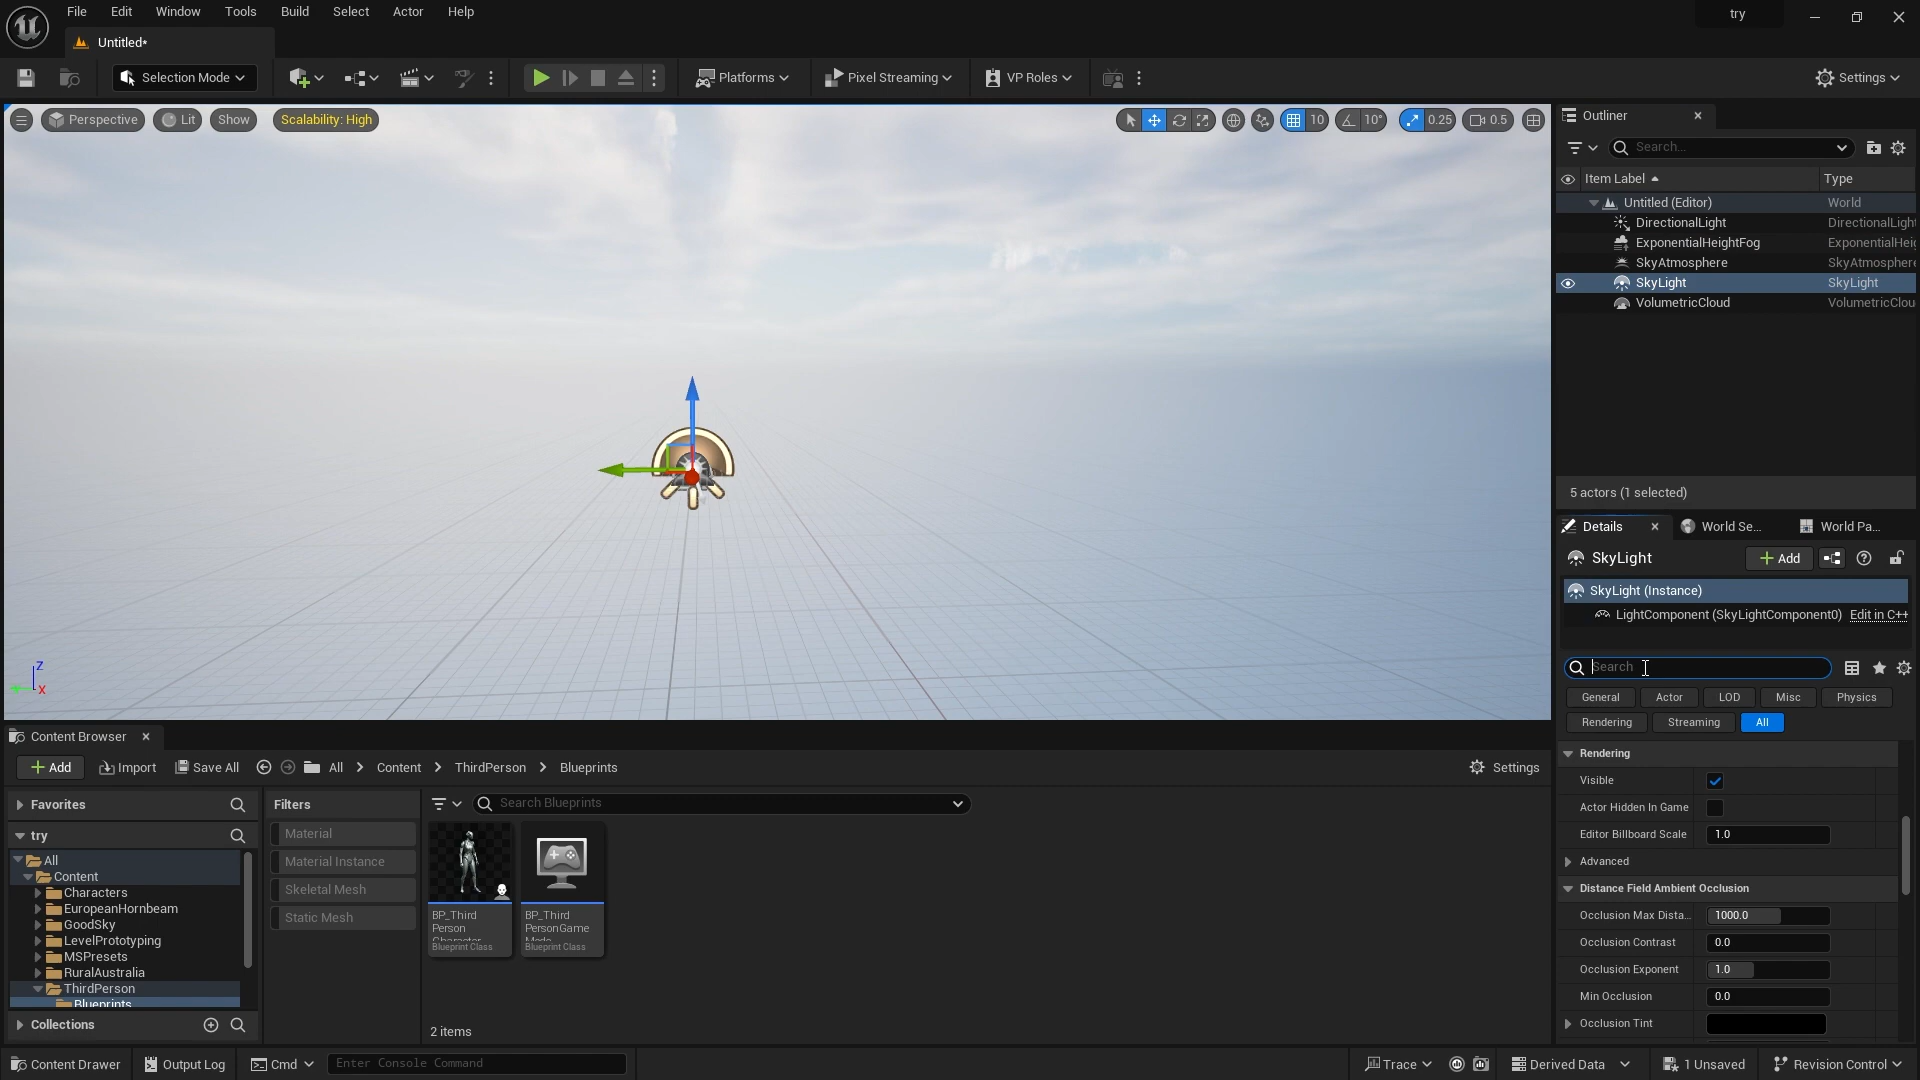 File Edit View Window Tools Build Select Actor Help
try
Untitled*
Selection Mode
Platforms
Pixel Streaming
VP Roles
Settings
Perspective
Lit
Show
Scalability: High
10
10°
0.25
0.5
Z
X
Outliner
Search...
Item Label
Type
Untitled (Editor) World
DirectionalLight DirectionalLight
ExponentialHeightFog ExponentialHeig
SkyAtmosphere SkyAtmosphere
SkyLight SkyLight
VolumetricCloud VolumetricClou
5 actors (1 selected)
Details
World Se...
World Pa...
SkyLight
Add
SkyLight (Instance)
LightComponent (SkyLightComponent0) Edit in C++
Search
General Actor LOD Misc Physics
Rendering Streaming All
Rendering
Visible
Actor Hidden In Game
Editor Billboard Scale 1.0
Advanced
Distance Field Ambient Occlusion
Occlusion Max Dista... 1000.0
Occlusion Contrast 0.0
Occlusion Exponent 1.0
Min Occlusion 0.0
Occlusion Tint
Content Browser
Add
Import
Save All
All
Content
ThirdPerson
Blueprints
Settings
Favorites
try
All
Content
Characters
EuropeanHornbeam
GoodSky
LevelPrototyping
MSPresets
RuralAustralia
ThirdPerson
Blueprints
Collections
Filters
Material
Material Instance
Skeletal Mesh
Static Mesh
Search Blueprints
BP_Third
Person
Character
Blueprint Class
BP_Third
PersonGame
Mode
Blueprint Class
2 items
Content Drawer
Output Log
Cmd
Enter Console Command
Trace
Derived Data
1 Unsaved
Revision Control